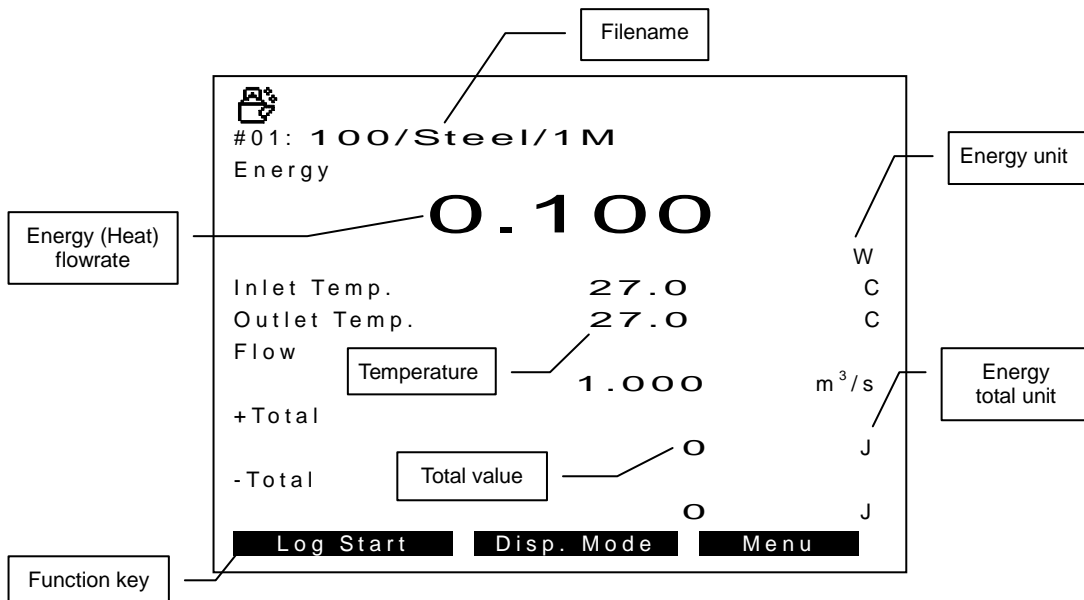 Filename
#01: 100/Steel/1M
Energy
Energy unit
0.100
Energy (Heat)
flowrate
W
Inlet Temp. 27.0 C
Outlet Temp. 27.0 C
Flow
Temperature
1.000 m³/s
Energy
total unit
+Total
0 J
-Total
Total value
0 J
Log Start Disp. Mode Menu
Function key